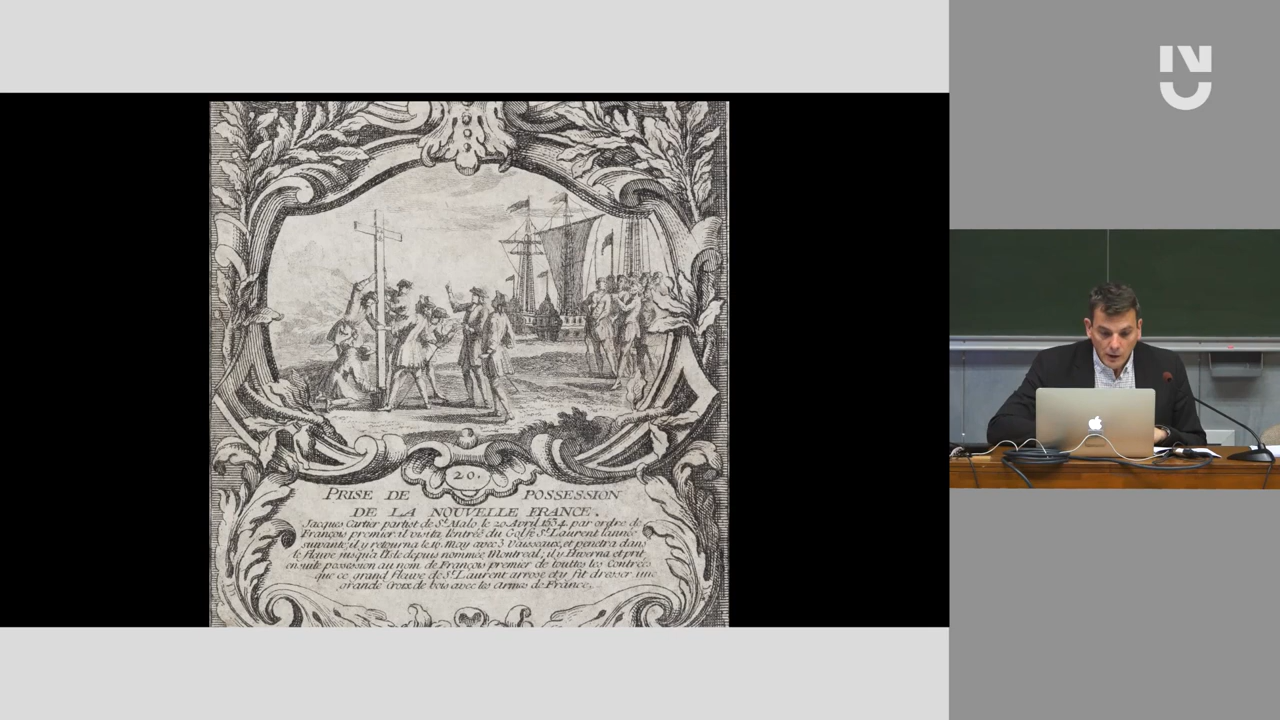 20.
PRISE DE POSSESSION
DE LA NOUVELLE FRANCE.
Jacques Cartier partit de St. Malo le 20 Avril 1534. par ordre de
François premier, il visita l'entrée du Golfe St. Laurent l'année
suivante, il y retourna le 19. May avec 3 Vaisseaux, et penetra dans
le fleuve jusqu'a l'Isle depuis nommée Montreal, il y Hiverna et prit
ensuite possession au nom de François premier de touttes les Contrées
que ce grand Fleuve de St. Laurent arrose et y fit dresser une
grande Croix de bois avec les armes de France.